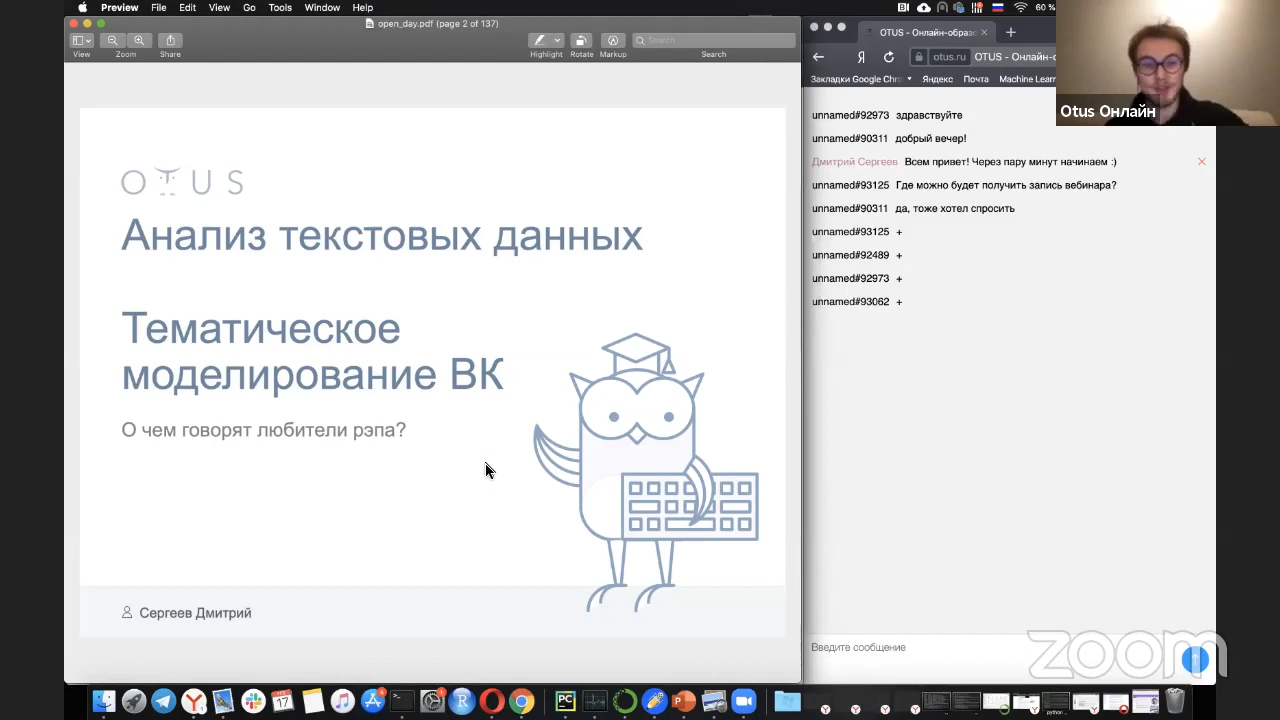 Preview File Edit View Go Tools Window Help
60 %
open_day.pdf (page 2 of 137)
Search
View Zoom Share Highlight Rotate Markup Search
OTUS
Анализ текстовых данных
Тематическое
моделирование ВК
О чем говорят любители рэпа?
Сергеев Дмитрий
OTUS - Онлайн-образо
Я otus.ru OTUS - Онлайн-о
Закладки Google Chro Яндекс Почта Machine Learn
Otus Онлайн
unnamed#92973 здравствуйте
unnamed#90311 добрый вечер!
Дмитрий Сергеев Всем привет! Через пару минут начинаем :)
unnamed#93125 Где можно будет получить запись вебинара?
unnamed#90311 да, тоже хотел спросить
unnamed#93125 +
unnamed#92489 +
unnamed#92973 +
unnamed#93062 +
Введите сообщение
zoom